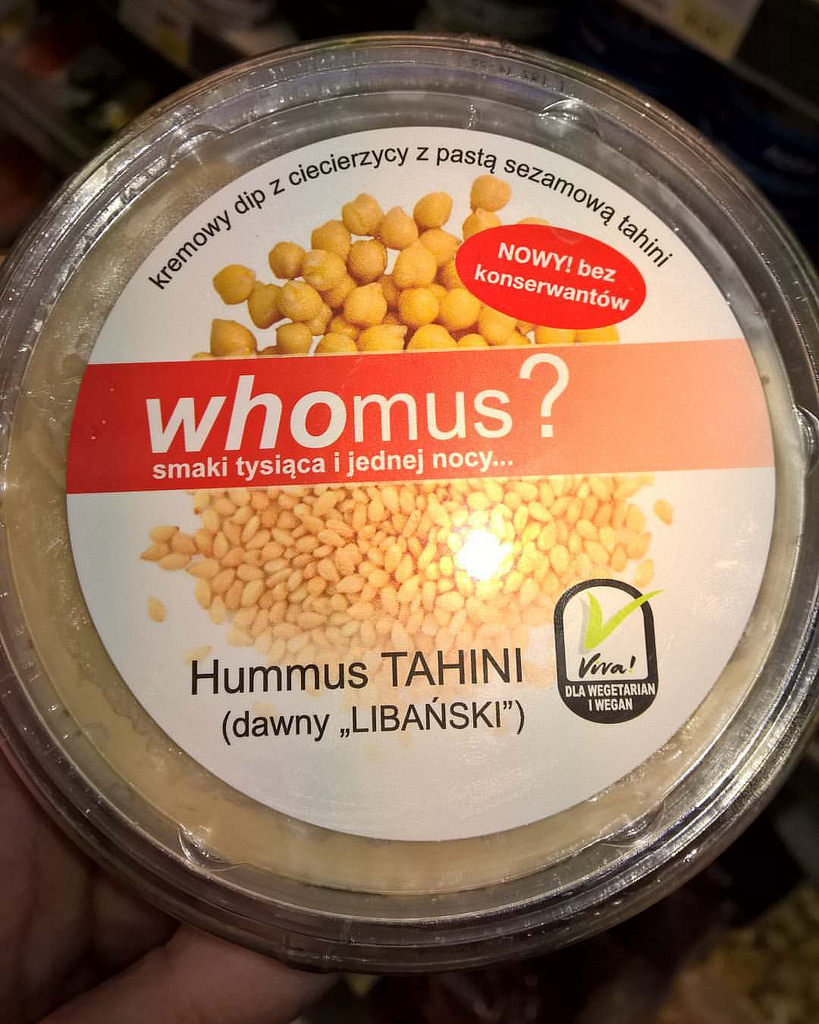 kremowy dip z ciecierzycy z pastą sezamową tahini
NOWY! bez
konserwantów
whomus?
smaki tysiąca i jednej nocy...
Hummus TAHINI
(dawny „LIBAŃSKI”)
Viva!
DLA WEGETARIAN
I WEGAN